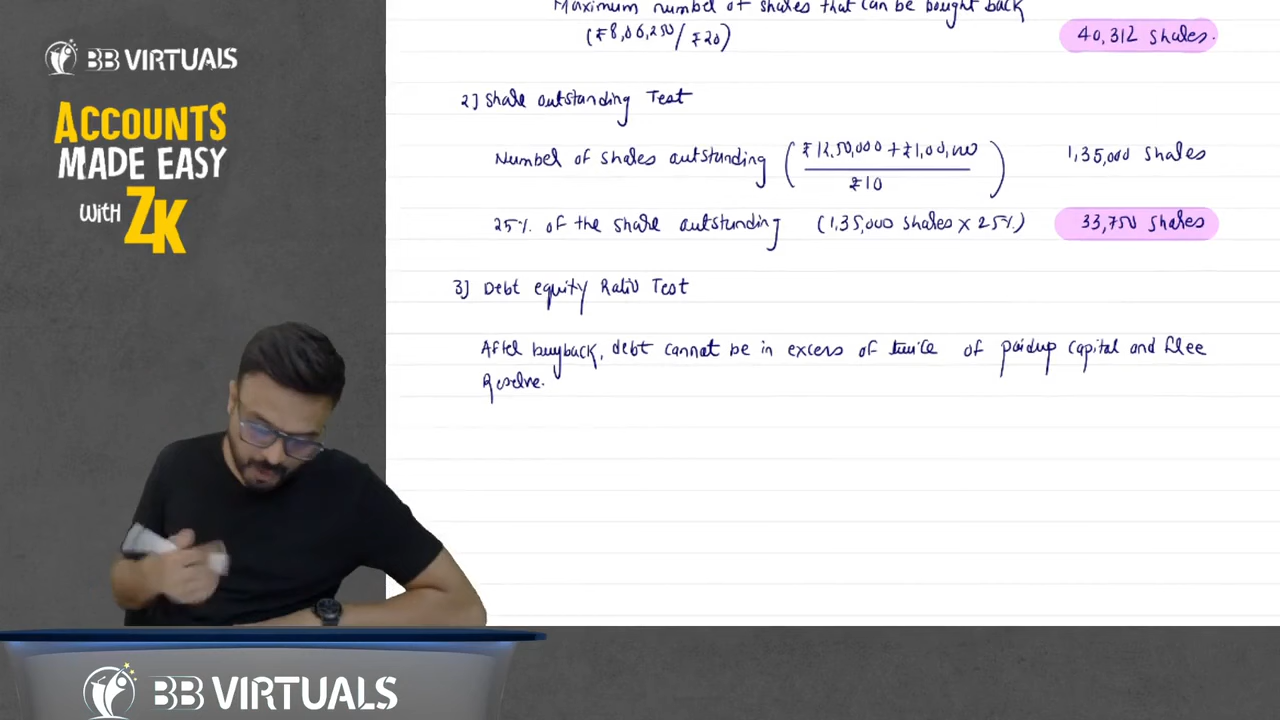 Maximum number of shares that can be bought back
(₹8,06,250/₹20)
40,312 shares.
BB VIRTUALS
ACCOUNTS
MADE EASY
WITH ZK
2] Share outstanding Test
Number of shares outstanding (₹12,50,000 + ₹1,00,000 / ₹10) 1,35,000 shares
25% of the share outstanding (1,35,000 shares x 25%) 33,750 shares
3] Debt equity Ratio Test
After buyback, debt cannot be in excess of twice of paidup capital and free
Reserve.
BB VIRTUALS